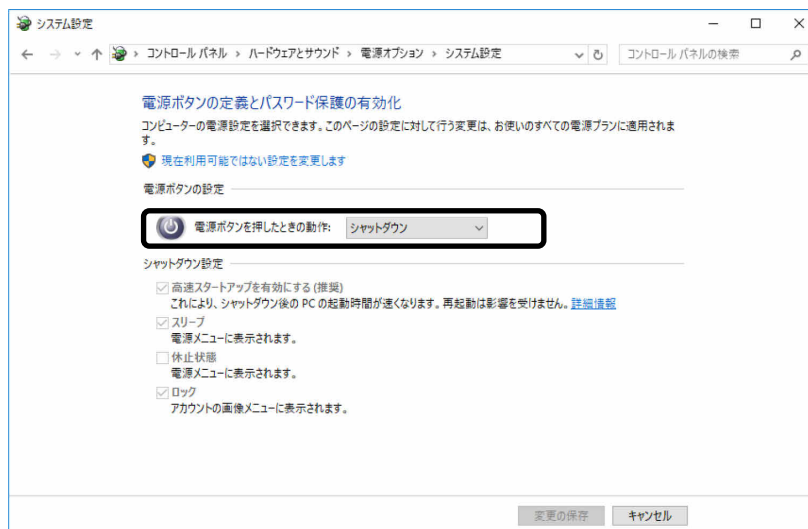 システム設定
コントロール パネル › ハードウェアとサウンド › 電源オプション › システム設定
コントロール パネルの検索
電源ボタンの定義とパスワード保護の有効化
コンピューターの電源設定を選択できます。このページの設定に対して行う変更は、お使いのすべての電源プランに適用されま
す。
現在利用可能ではない設定を変更します
電源ボタンの設定
電源ボタンを押したときの動作: シャットダウン
シャットダウン設定
高速スタートアップを有効にする (推奨)
これにより、シャットダウン後の PC の起動時間が速くなります。再起動は影響を受けません。詳細情報
スリープ
電源メニューに表示されます。
休止状態
電源メニューに表示されます。
ロック
アカウントの画像メニューに表示されます。
変更の保存 キャンセル